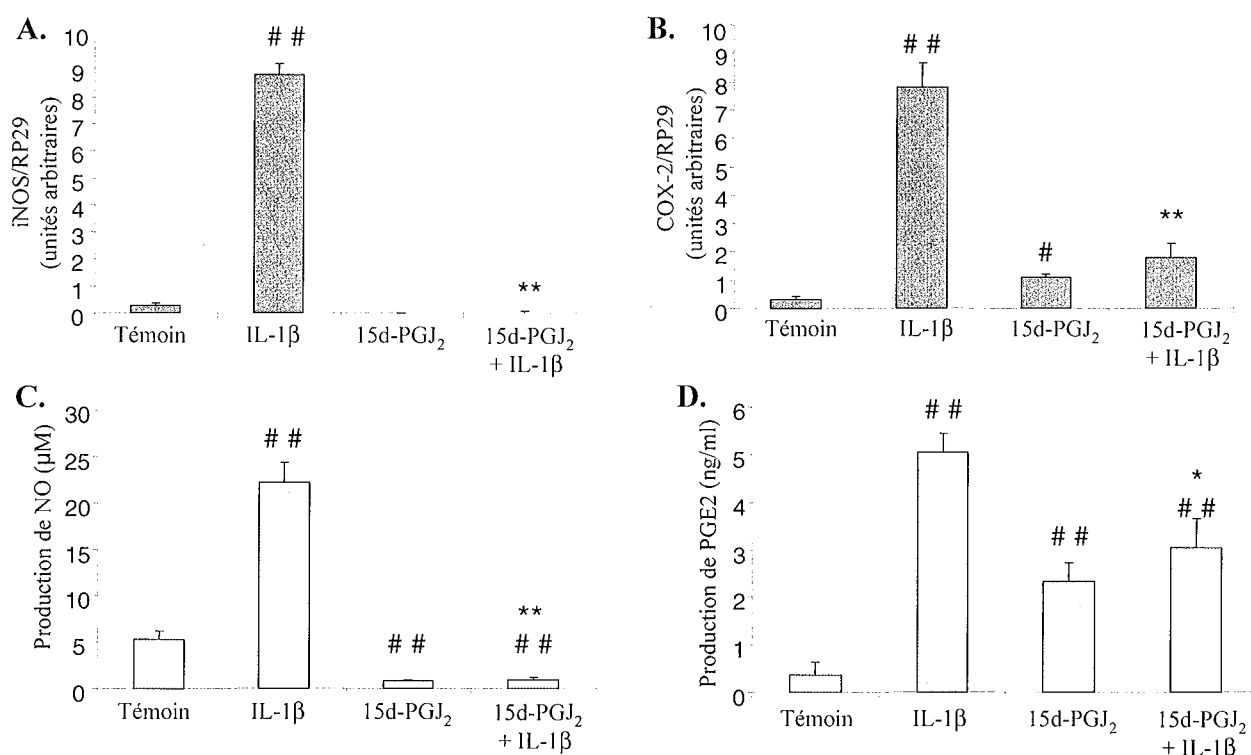 A.
iNOS/RP29
(unités arbitraires)
10
9
8
7
6
5
4
3
2
1
0
# #
**
Témoin
IL-1β
15d-PGJ₂
15d-PGJ₂
+ IL-1β
B.
COX-2/RP29
(unités arbitraires)
10
9
8
7
6
5
4
3
2
1
0
# #
#
**
Témoin
IL-1β
15d-PGJ₂
15d-PGJ₂
+ IL-1β
C.
Production de NO (µM)
30
25
20
15
10
5
0
# #
# #
**
# #
Témoin
IL-1β
15d-PGJ₂
15d-PGJ₂
+ IL-1β
D.
Production de PGE2 (ng/ml)
6
5
4
3
2
1
0
# #
# #
*
# #
Témoin
IL-1β
15d-PGJ₂
15d-PGJ₂
+ IL-1β